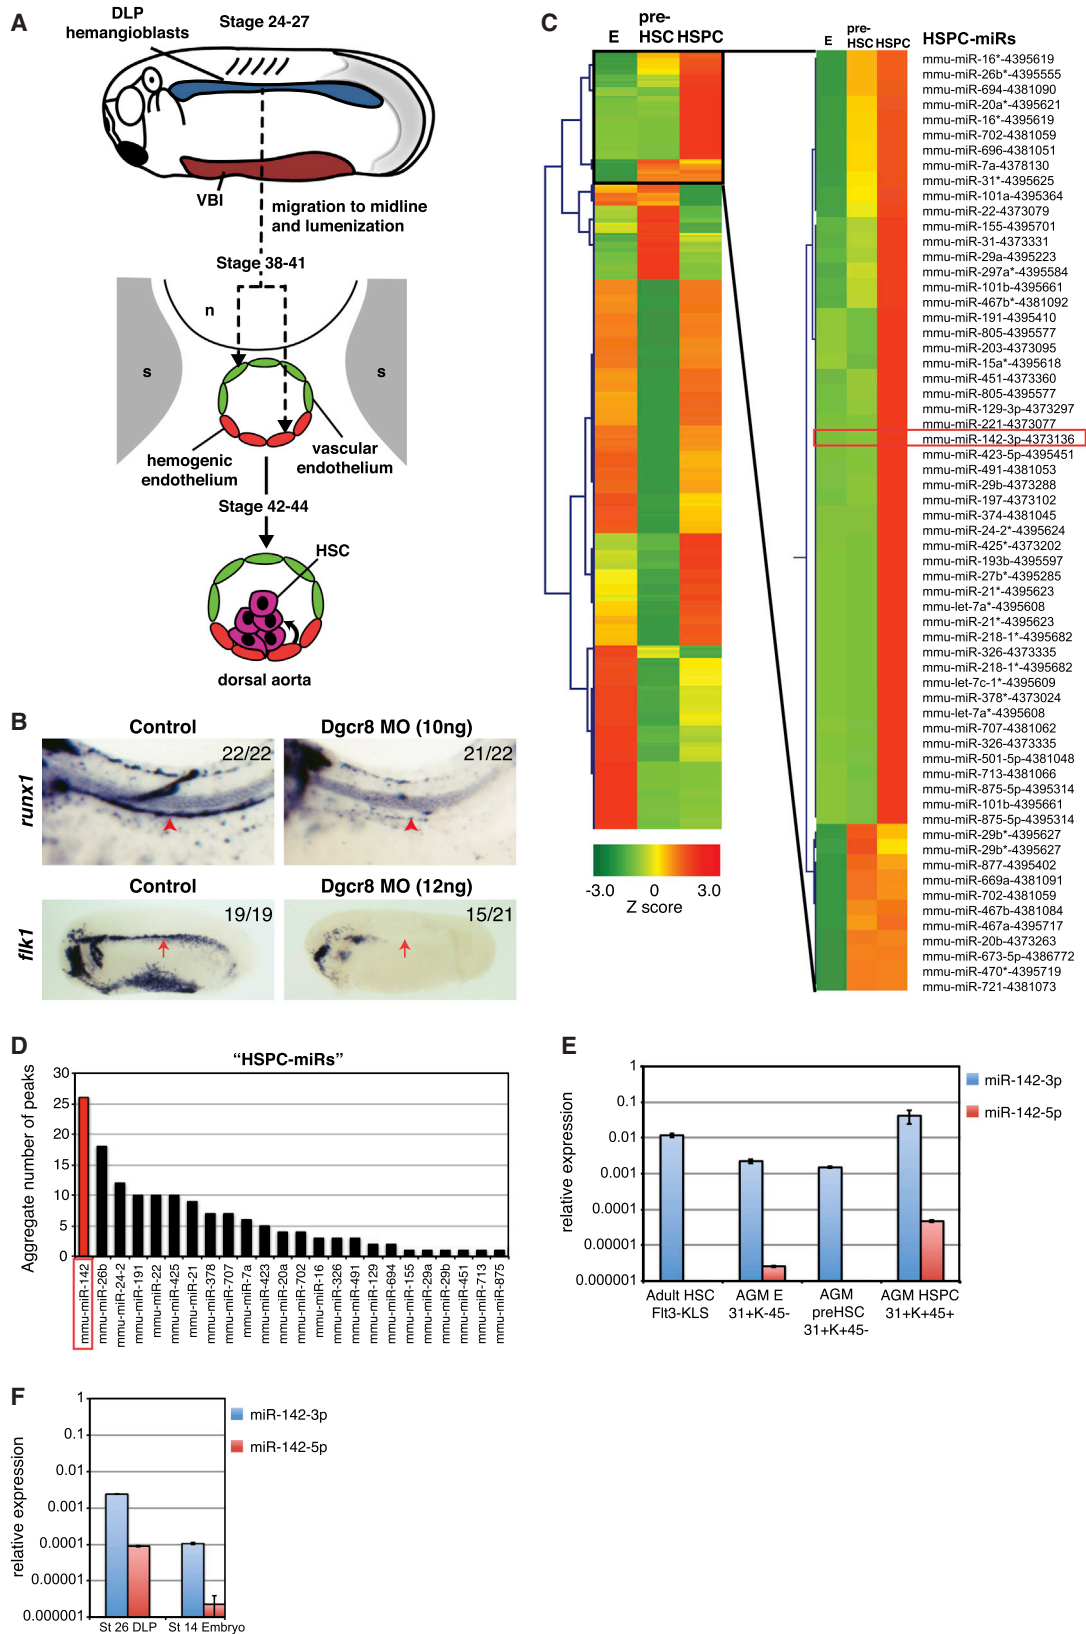 A
DLP
hemangioblasts
Stage 24-27
VBI
migration to midline
and lumenization
Stage 38-41
n
s
s
hemogenic
endothelium
vascular
endothelium
Stage 42-44
HSC
dorsal aorta
B
Control
Dgcr8 MO (10ng)
runx1
22/22
21/22
Control
Dgcr8 MO (12ng)
flk1
19/19
15/21
C
E
pre-
HSC
HSPC
-3.0
0
3.0
Z score
E
pre-
HSC
HSPC
HSPC-miRs
mmu-miR-16*-4395619
mmu-miR-26b*-4395555
mmu-miR-694-4381090
mmu-miR-20a*-4395621
mmu-miR-16*-4395619
mmu-miR-702-4381059
mmu-miR-696-4381051
mmu-miR-7a-4378130
mmu-miR-31*-4395625
mmu-miR-101a-4395364
mmu-miR-22-4373079
mmu-miR-155-4395701
mmu-miR-31-4373331
mmu-miR-29a-4395223
mmu-miR-297a*-4395584
mmu-miR-101b-4395661
mmu-miR-467b*-4381092
mmu-miR-191-4395410
mmu-miR-805-4395577
mmu-miR-203-4373095
mmu-miR-15a*-4395618
mmu-miR-451-4373360
mmu-miR-805-4395577
mmu-miR-129-3p-4373297
mmu-miR-221-4373077
mmu-miR-142-3p-4373136
mmu-miR-423-5p-4395451
mmu-miR-491-4381053
mmu-miR-29b-4373288
mmu-miR-197-4373102
mmu-miR-374-4381045
mmu-miR-24-2*-4395624
mmu-miR-425*-4373202
mmu-miR-193b-4395597
mmu-miR-27b*-4395285
mmu-miR-21*-4395623
mmu-let-7a*-4395608
mmu-miR-21*-4395623
mmu-miR-218-1*-4395682
mmu-miR-326-4373335
mmu-miR-218-1*-4395682
mmu-let-7c-1*-4395609
mmu-miR-378*-4373024
mmu-let-7a*-4395608
mmu-miR-707-4381062
mmu-miR-326-4373335
mmu-miR-501-5p-4381048
mmu-miR-713-4381066
mmu-miR-875-5p-4395314
mmu-miR-101b-4395661
mmu-miR-875-5p-4395314
mmu-miR-29b*-4395627
mmu-miR-29b*-4395627
mmu-miR-877-4395402
mmu-miR-669a-4381091
mmu-miR-702-4381059
mmu-miR-467b-4381084
mmu-miR-467a-4395717
mmu-miR-20b-4373263
mmu-miR-673-5p-4386772
mmu-miR-470*-4395719
mmu-miR-721-4381073
D
“HSPC-miRs”
Aggregate number of peaks
30
25
20
15
10
5
0
mmu-miR-142
mmu-miR-26b
mmu-miR-24-2
mmu-miR-191
mmu-miR-22
mmu-miR-425
mmu-miR-21
mmu-miR-378
mmu-miR-707
mmu-miR-7a
mmu-miR-423
mmu-miR-20a
mmu-miR-702
mmu-miR-16
mmu-miR-326
mmu-miR-491
mmu-miR-129
mmu-miR-694
mmu-miR-155
mmu-miR-29a
mmu-miR-29b
mmu-miR-451
mmu-miR-713
mmu-miR-875
E
relative expression
1
0.1
0.01
0.001
0.0001
0.00001
0.000001
miR-142-3p
miR-142-5p
Adult HSC
Flt3-KLS
AGM E
31+K-45-
AGM
preHSC
31+K+45-
AGM HSPC
31+K+45+
F
relative expression
1
0.1
0.01
0.001
0.0001
0.00001
0.000001
miR-142-3p
miR-142-5p
St 26 DLP
St 14 Embryo